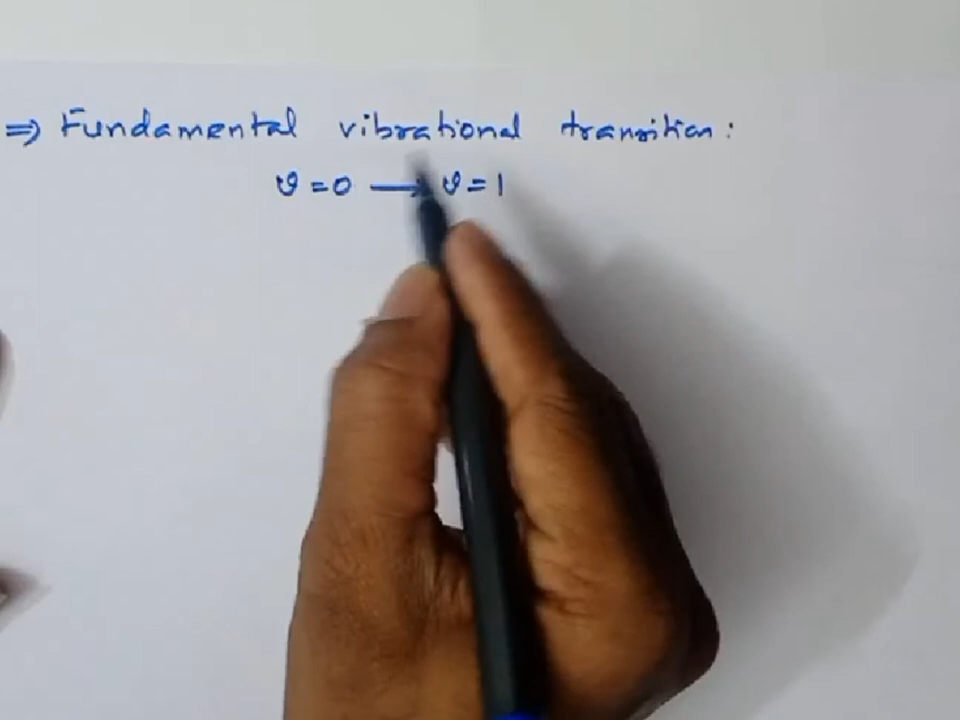 ⇒ Fundamental vibrational transition:
v=0 ⟶ v=1